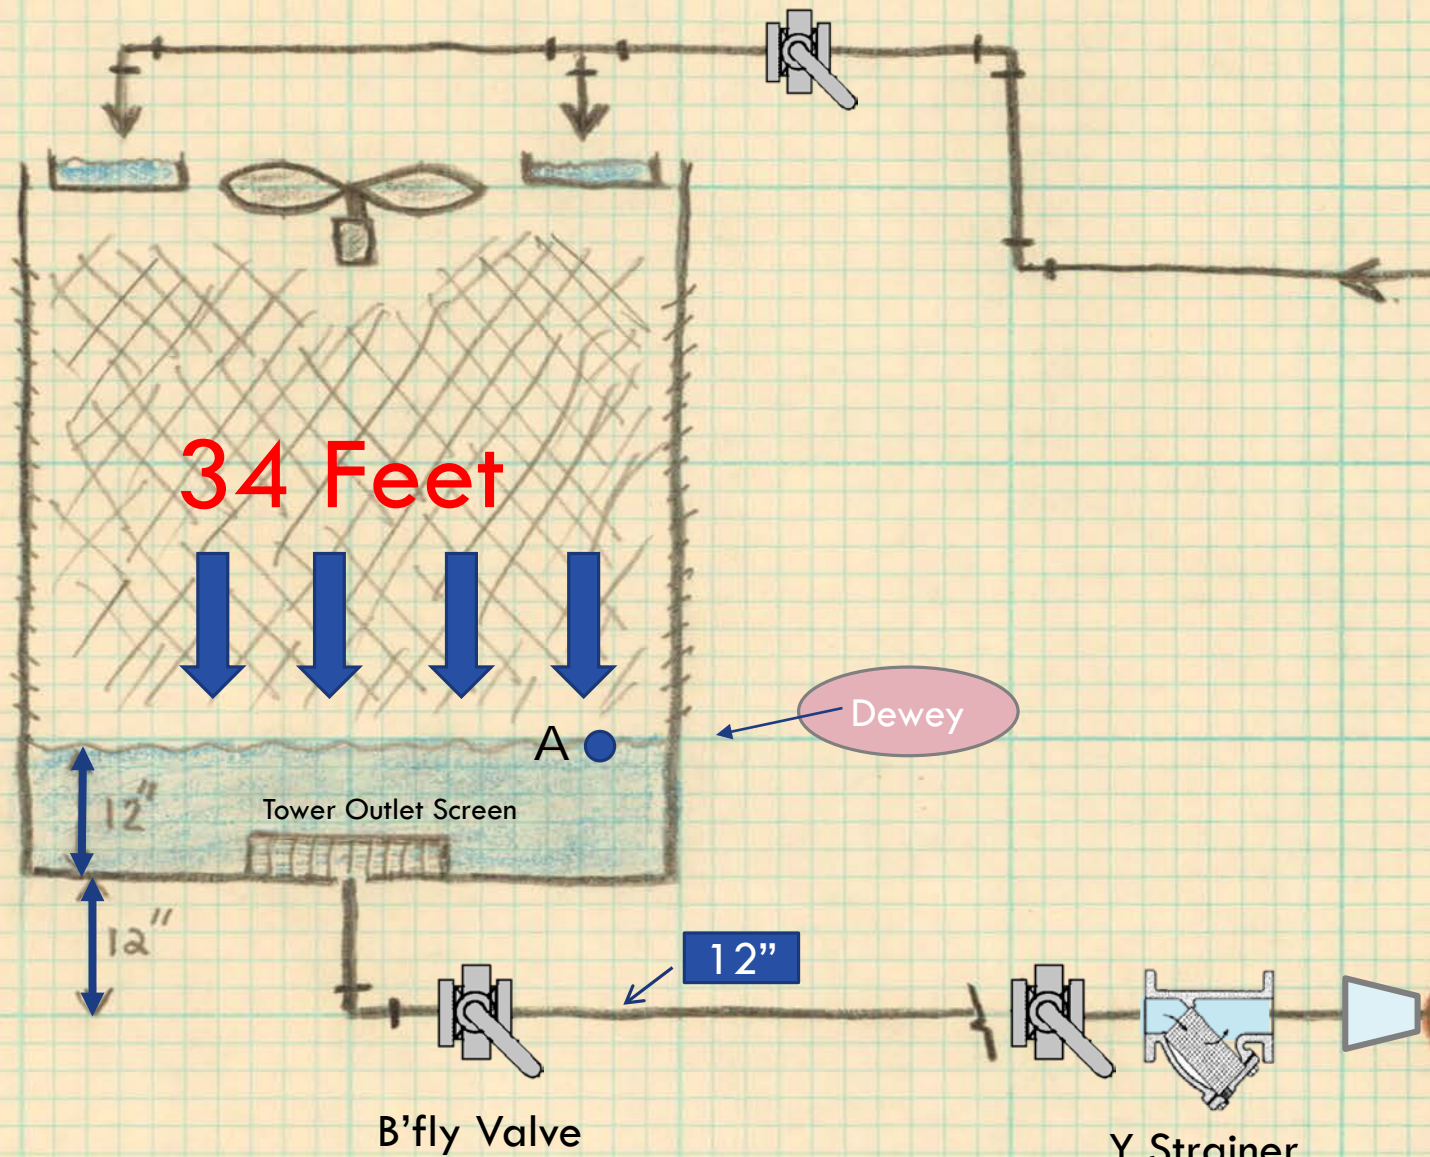 34 Feet
Dewey
A
12"
Tower Outlet Screen
12"
12”
B’fly Valve
Y Strainer